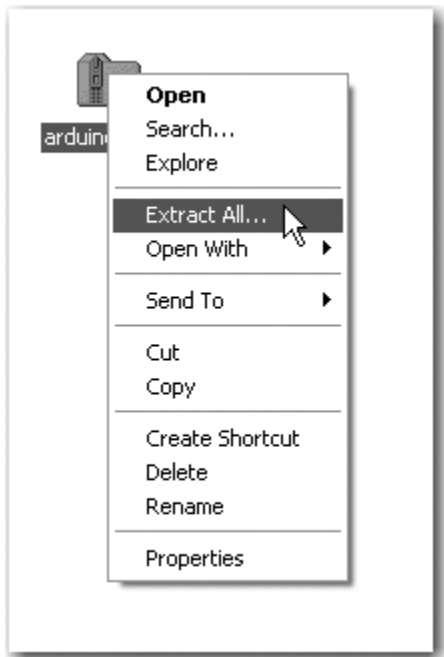 Open
Search...
arduin
Explore
Extract All...
Open With
Send To
Cut
Copy
Create Shortcut
Delete
Rename
Properties